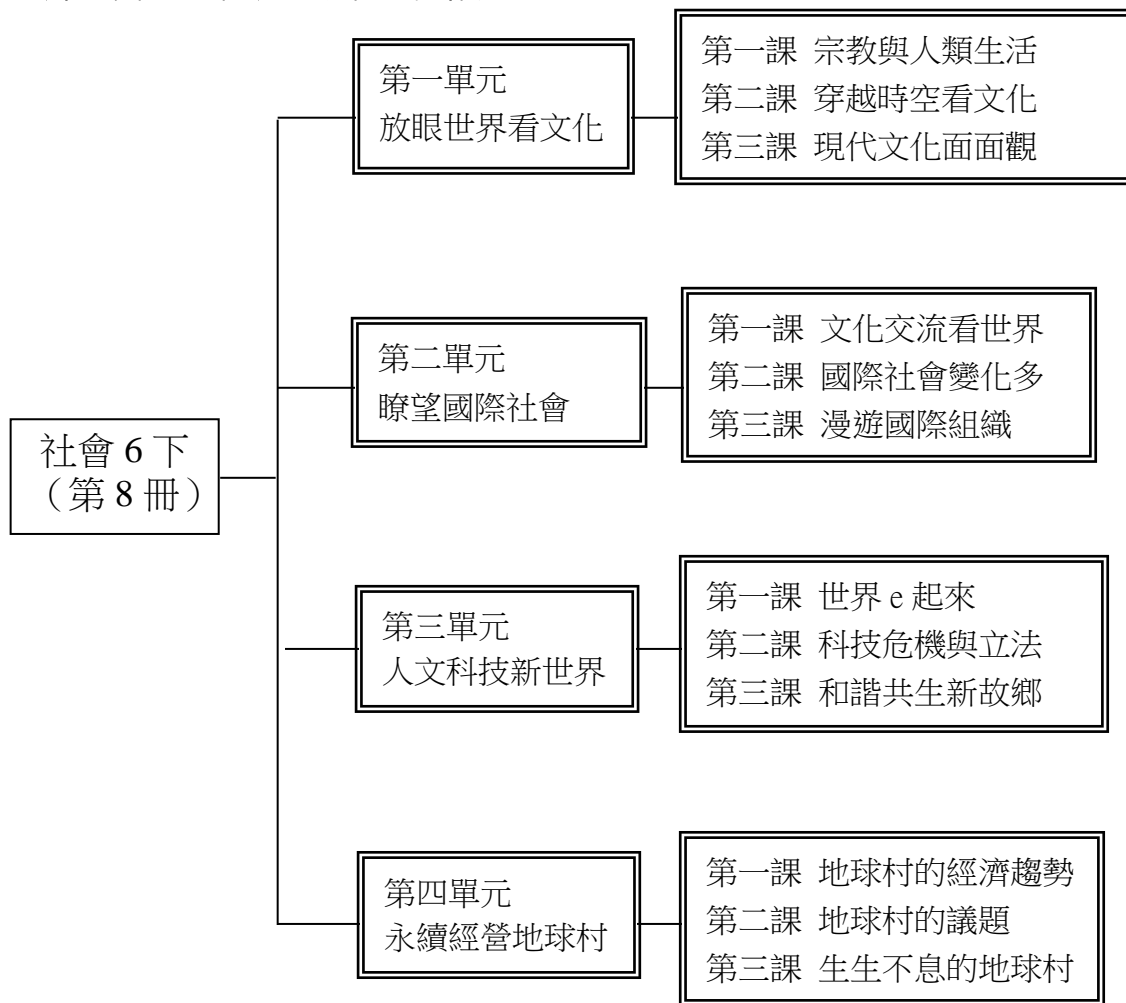 社會 6 下
（第 8 冊）
第一單元
放眼世界看文化
第一課 宗教與人類生活
第二課 穿越時空看文化
第三課 現代文化面面觀
第二單元
瞭望國際社會
第一課 文化交流看世界
第二課 國際社會變化多
第三課 漫遊國際組織
第三單元
人文科技新世界
第一課 世界 e 起來
第二課 科技危機與立法
第三課 和諧共生新故鄉
第四單元
永續經營地球村
第一課 地球村的經濟趨勢
第二課 地球村的議題
第三課 生生不息的地球村